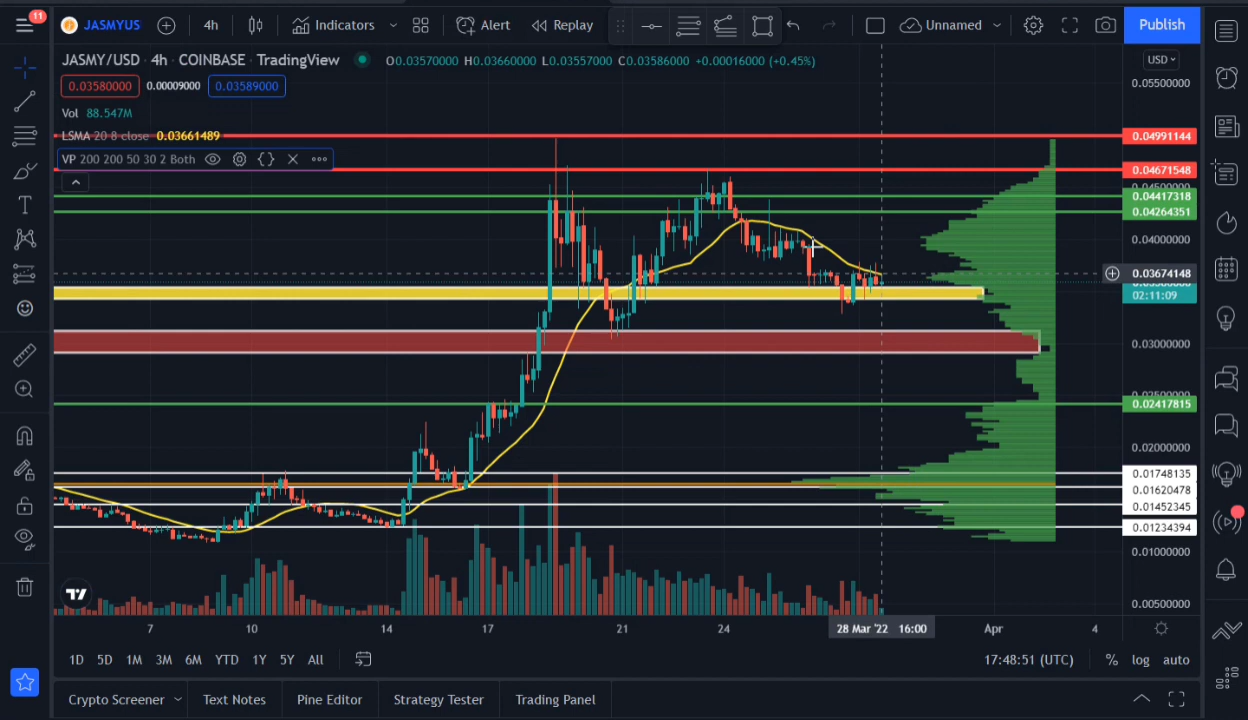 11
JASMYUS 4h Indicators Alert Replay Unnamed Publish
JASMY/USD · 4h · COINBASE · TradingView O0.03570000 H0.03660000 L0.03557000 C0.03586000 +0.00016000 (+0.45%)
USD
0.03580000 0.00009000 0.03589000
0.05500000
Vol 88.547M
LSMA 20 8 close 0.03661489
0.04991144
VP 200 200 50 30 2 Both
0.04671548
0.04417318
0.04264351
0.04000000
0.03674148
02:11:09
0.03000000
0.02417815
0.02000000
0.01748135
0.01620478
0.01452345
0.01234394
0.01000000
0.00500000
7 10 14 17 21 24 28 Mar '22 16:00 Apr 4
1D 5D 1M 3M 6M YTD 1Y 5Y All 17:48:51 (UTC) % log auto
Crypto Screener Text Notes Pine Editor Strategy Tester Trading Panel